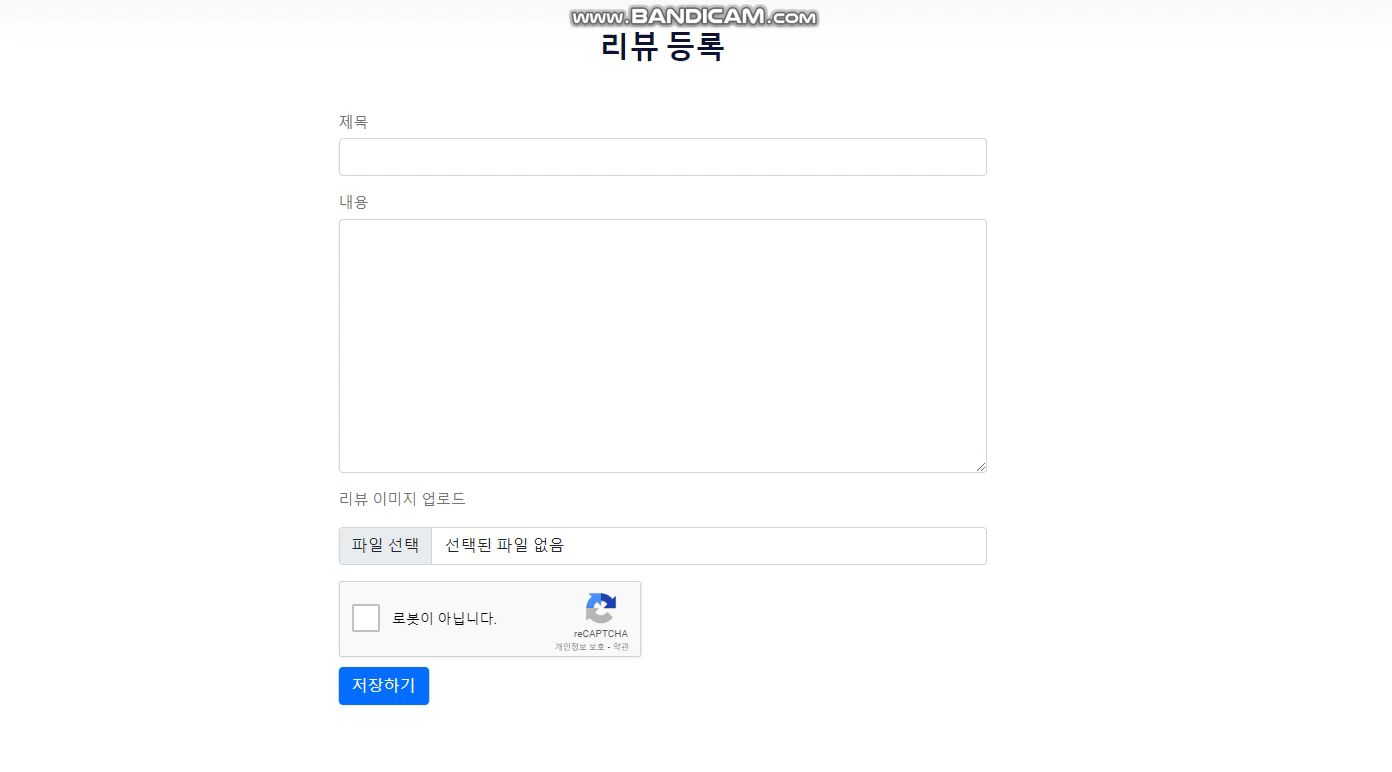 www.BANDICAM.com
리뷰 등록
제목
내용
리뷰 이미지 업로드
파일 선택 선택된 파일 없음
로봇이 아닙니다.
reCAPTCHA
개인정보 보호 - 약관
저장하기